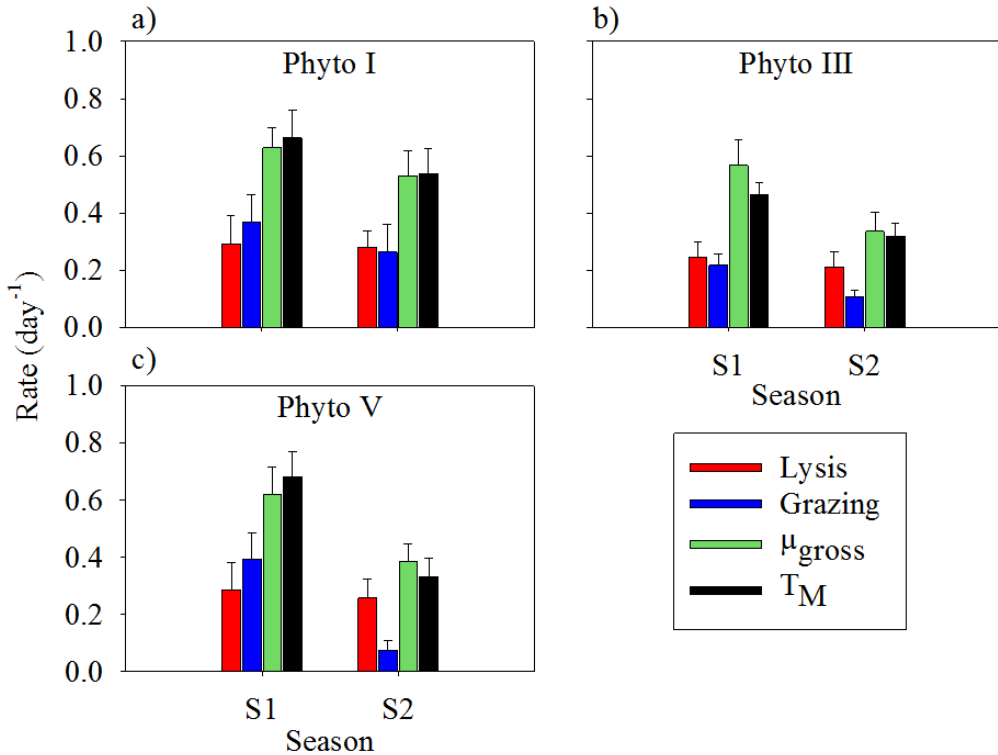 a)
Phyto I
1.0
0.8
0.6
0.4
0.2
0.0
b)
Phyto III
S1 S2
Season
Rate (day-1)
c)
Phyto V
1.0
0.8
0.6
0.4
0.2
0.0
S1 S2
Season
Lysis
Grazing
μgross
TM